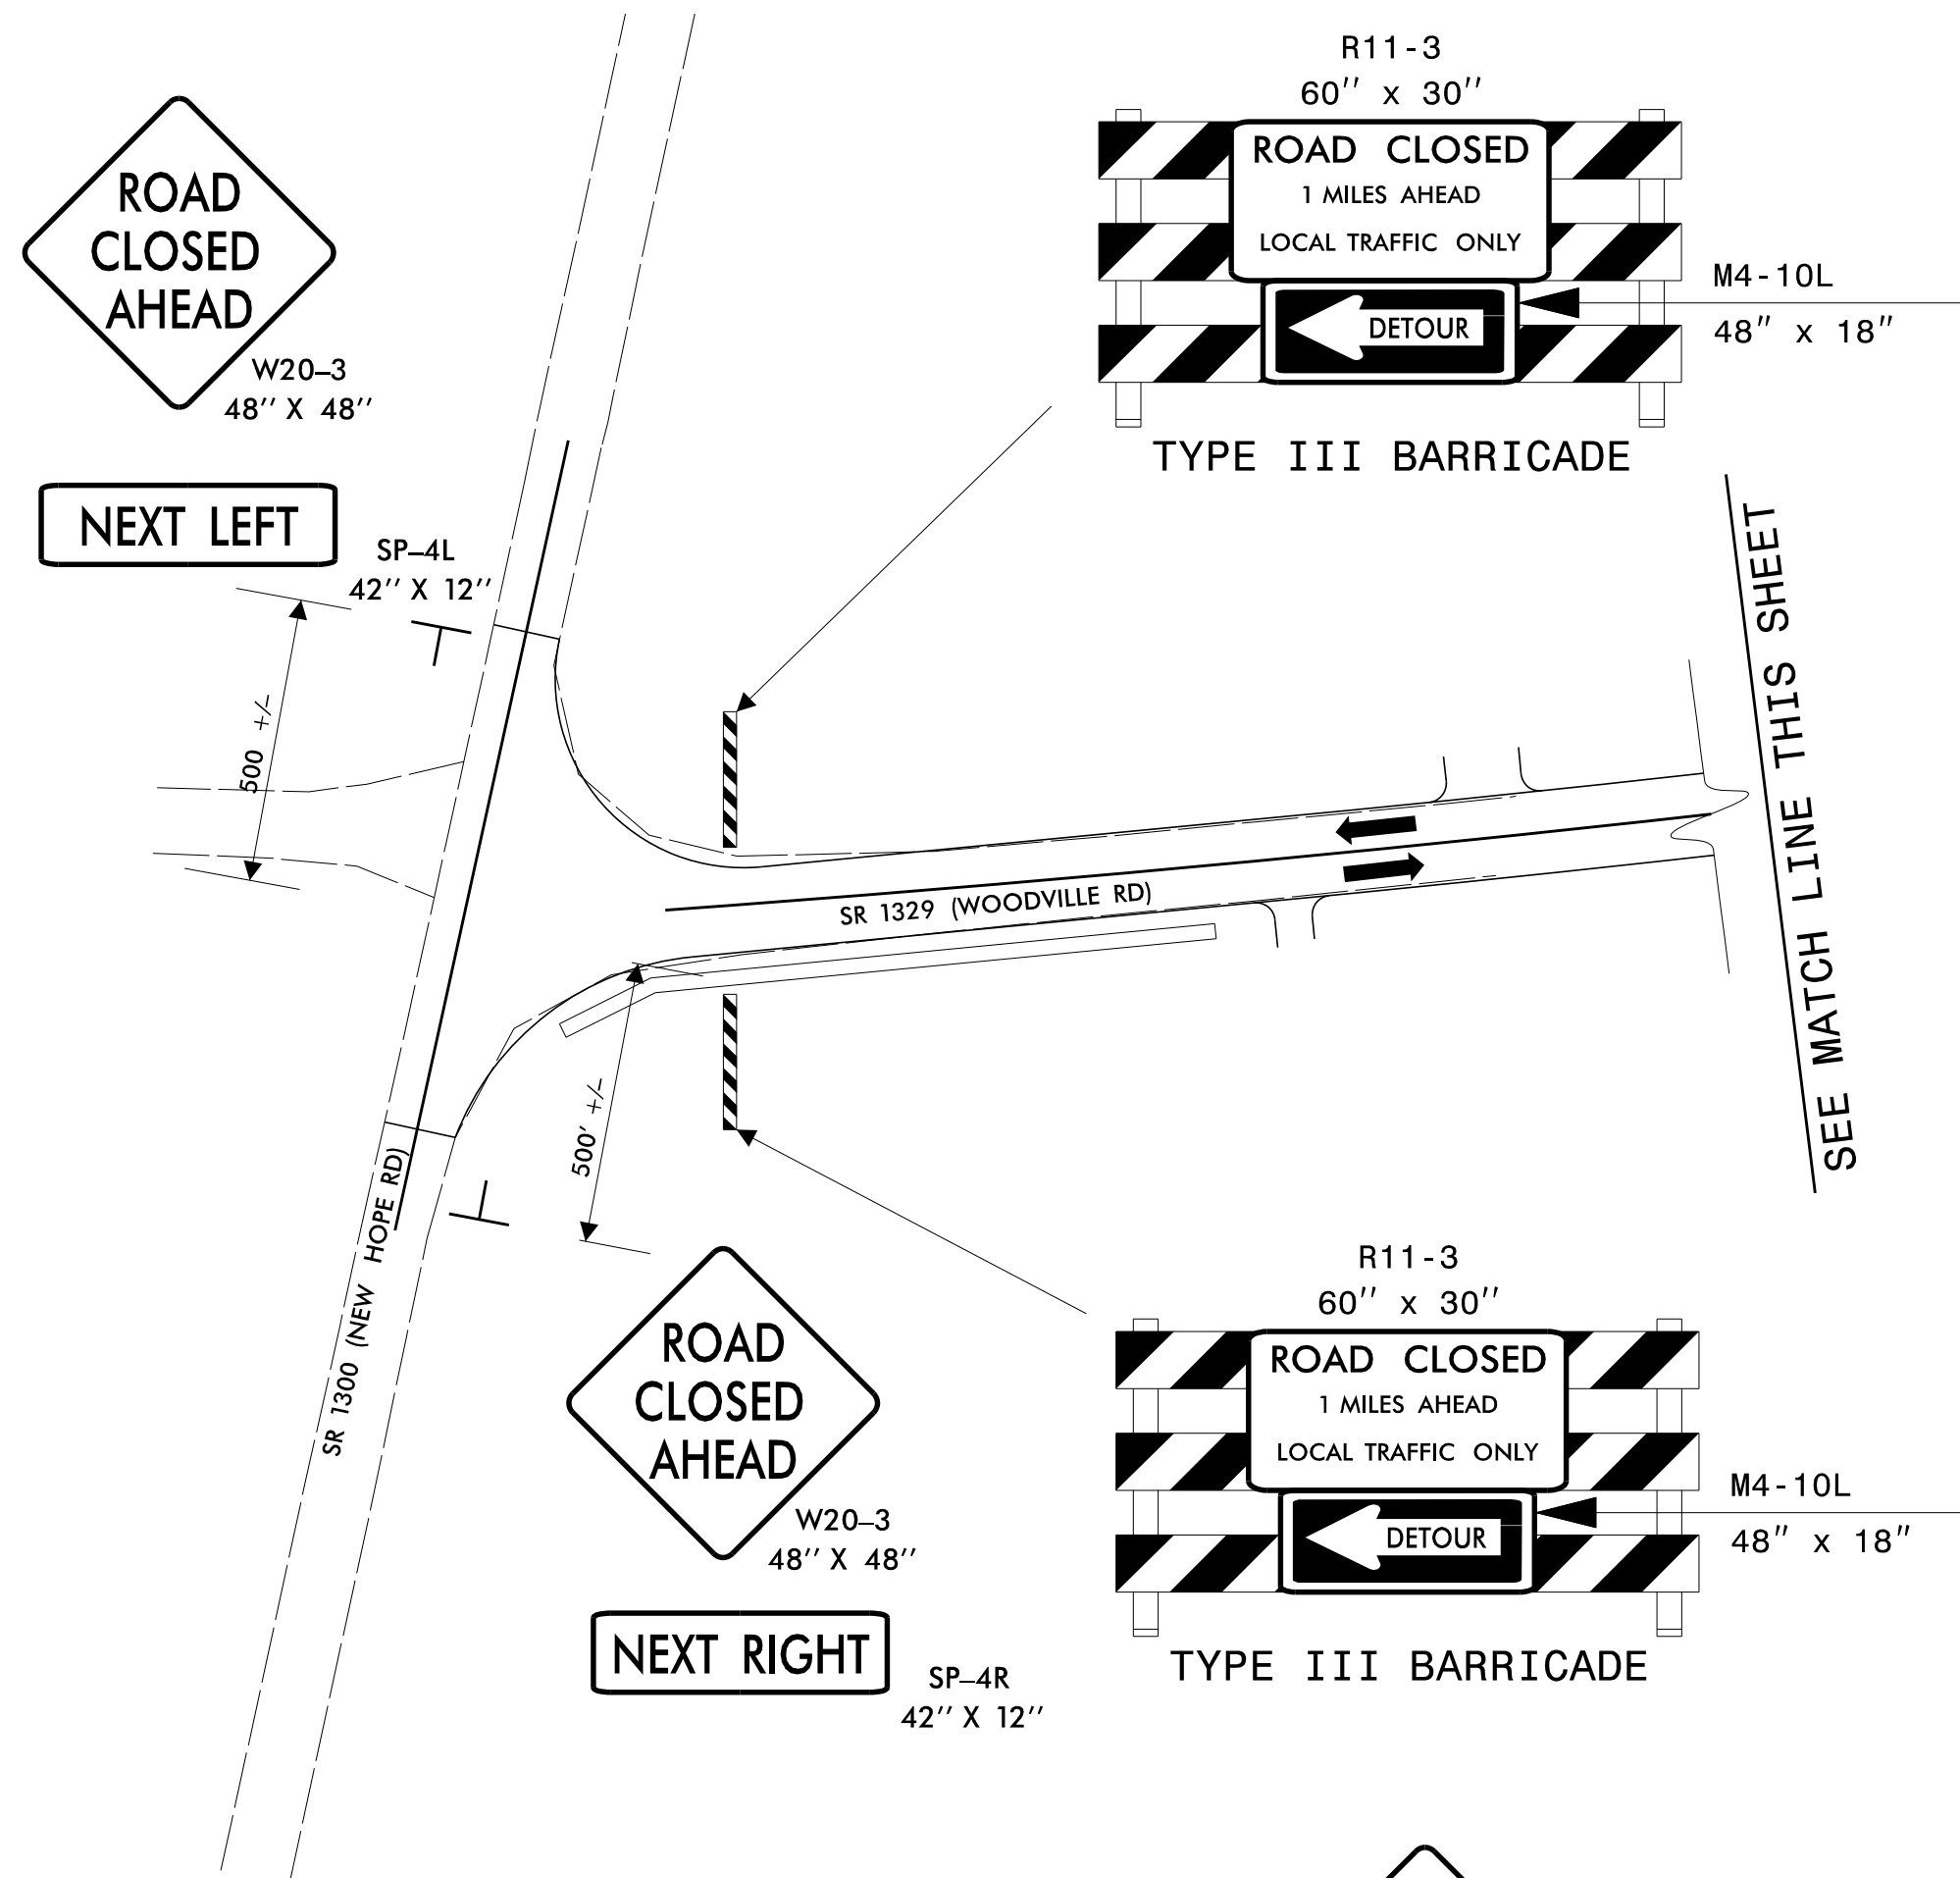 ROAD
CLOSED
AHEAD
W20–3
48'' X 48''
NEXT LEFT
SP–4L
42'' X 12''
500 +/–
R11-3
60'' x 30''
ROAD CLOSED
1 MILES AHEAD
LOCAL TRAFFIC ONLY
DETOUR
M4-10L
48" x 18"
TYPE III BARRICADE
SEE MATCH LINE THIS SHEET
SR 1329 (WOODVILLE RD)
500' +/–
SR 1300 (NEW HOPE RD)
ROAD
CLOSED
AHEAD
W20–3
48'' X 48''
NEXT RIGHT
SP–4R
42'' X 12''
R11-3
60'' x 30''
ROAD CLOSED
1 MILES AHEAD
LOCAL TRAFFIC ONLY
DETOUR
M4-10L
48" x 18"
TYPE III BARRICADE